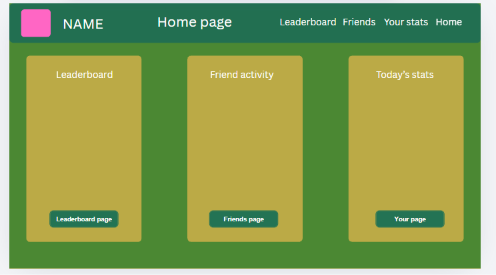 NAME
Home page
Leaderboard Friends Your stats Home
Leaderboard
Friend activity
Today's stats
Leaderboard page
Friends page
Your page